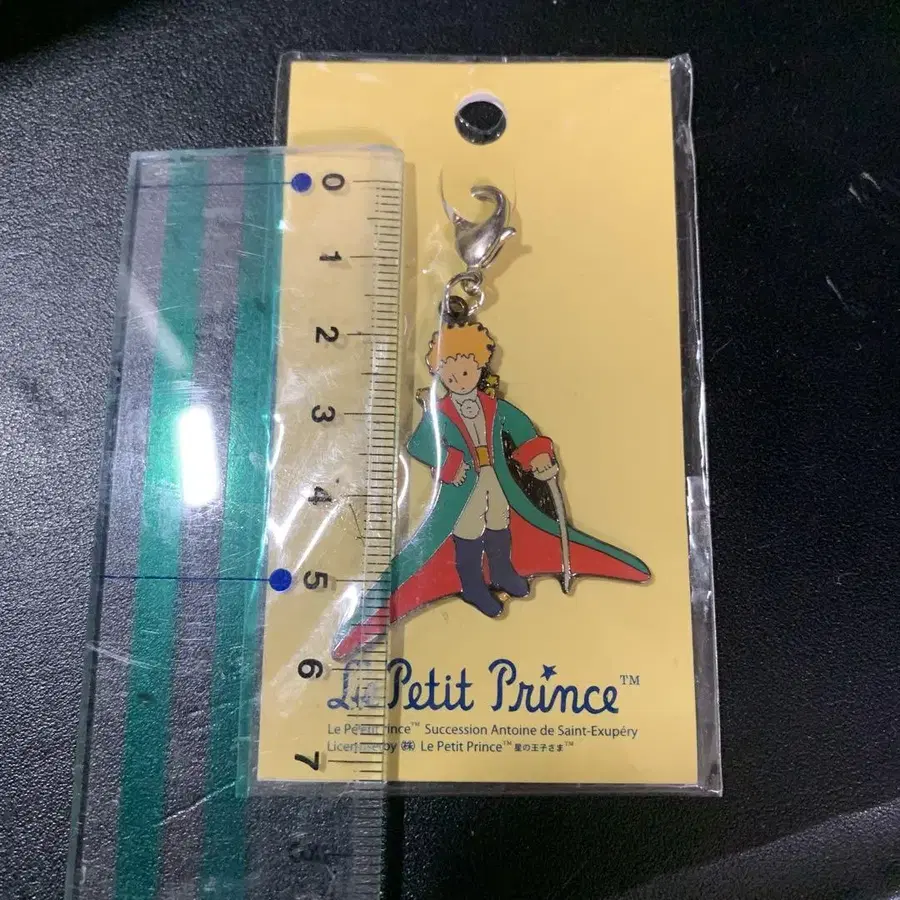 0
1
2
3
4
5
6
7
Le Petit Prince™
Le Petit Prince™ Succession Antoine de Saint-Exupéry
Licensed by (株) Le Petit Prince™ 星の王子さま™